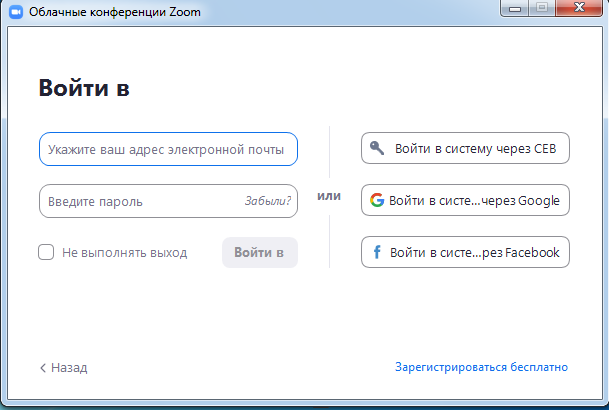 Облачные конференции Zoom
Войти в
Укажите ваш адрес электронной почты
Введите пароль
Забыли?
Не выполнять выход
Войти в
или
Войти в систему через СЕВ
Войти в систе...через Google
Войти в систе...рез Facebook
Назад
Зарегистрироваться бесплатно